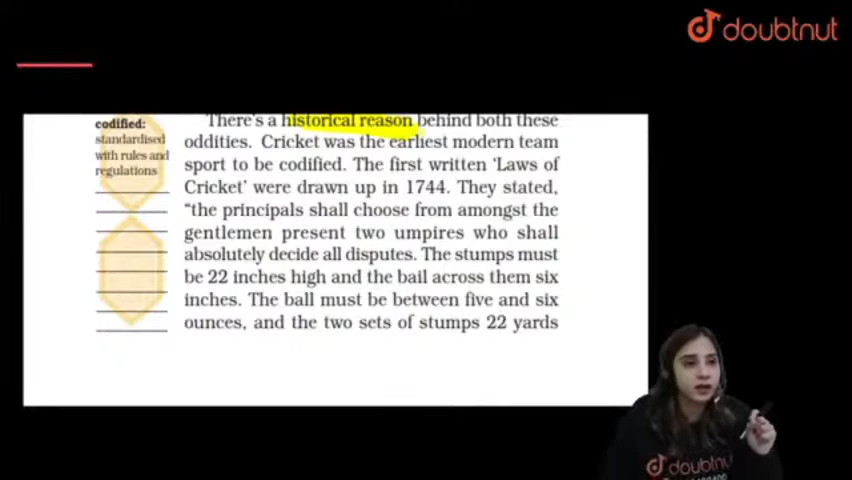 doubtnut
There's a historical reason behind both these
codified:
standardised
with rules and
regulations
oddities. Cricket was the earliest modern team
sport to be codified. The first written ‘Laws of
Cricket’ were drawn up in 1744. They stated,
“the principals shall choose from amongst the
gentlemen present two umpires who shall
absolutely decide all disputes. The stumps must
be 22 inches high and the bail across them six
inches. The ball must be between five and six
ounces, and the two sets of stumps 22 yards
doubtnut